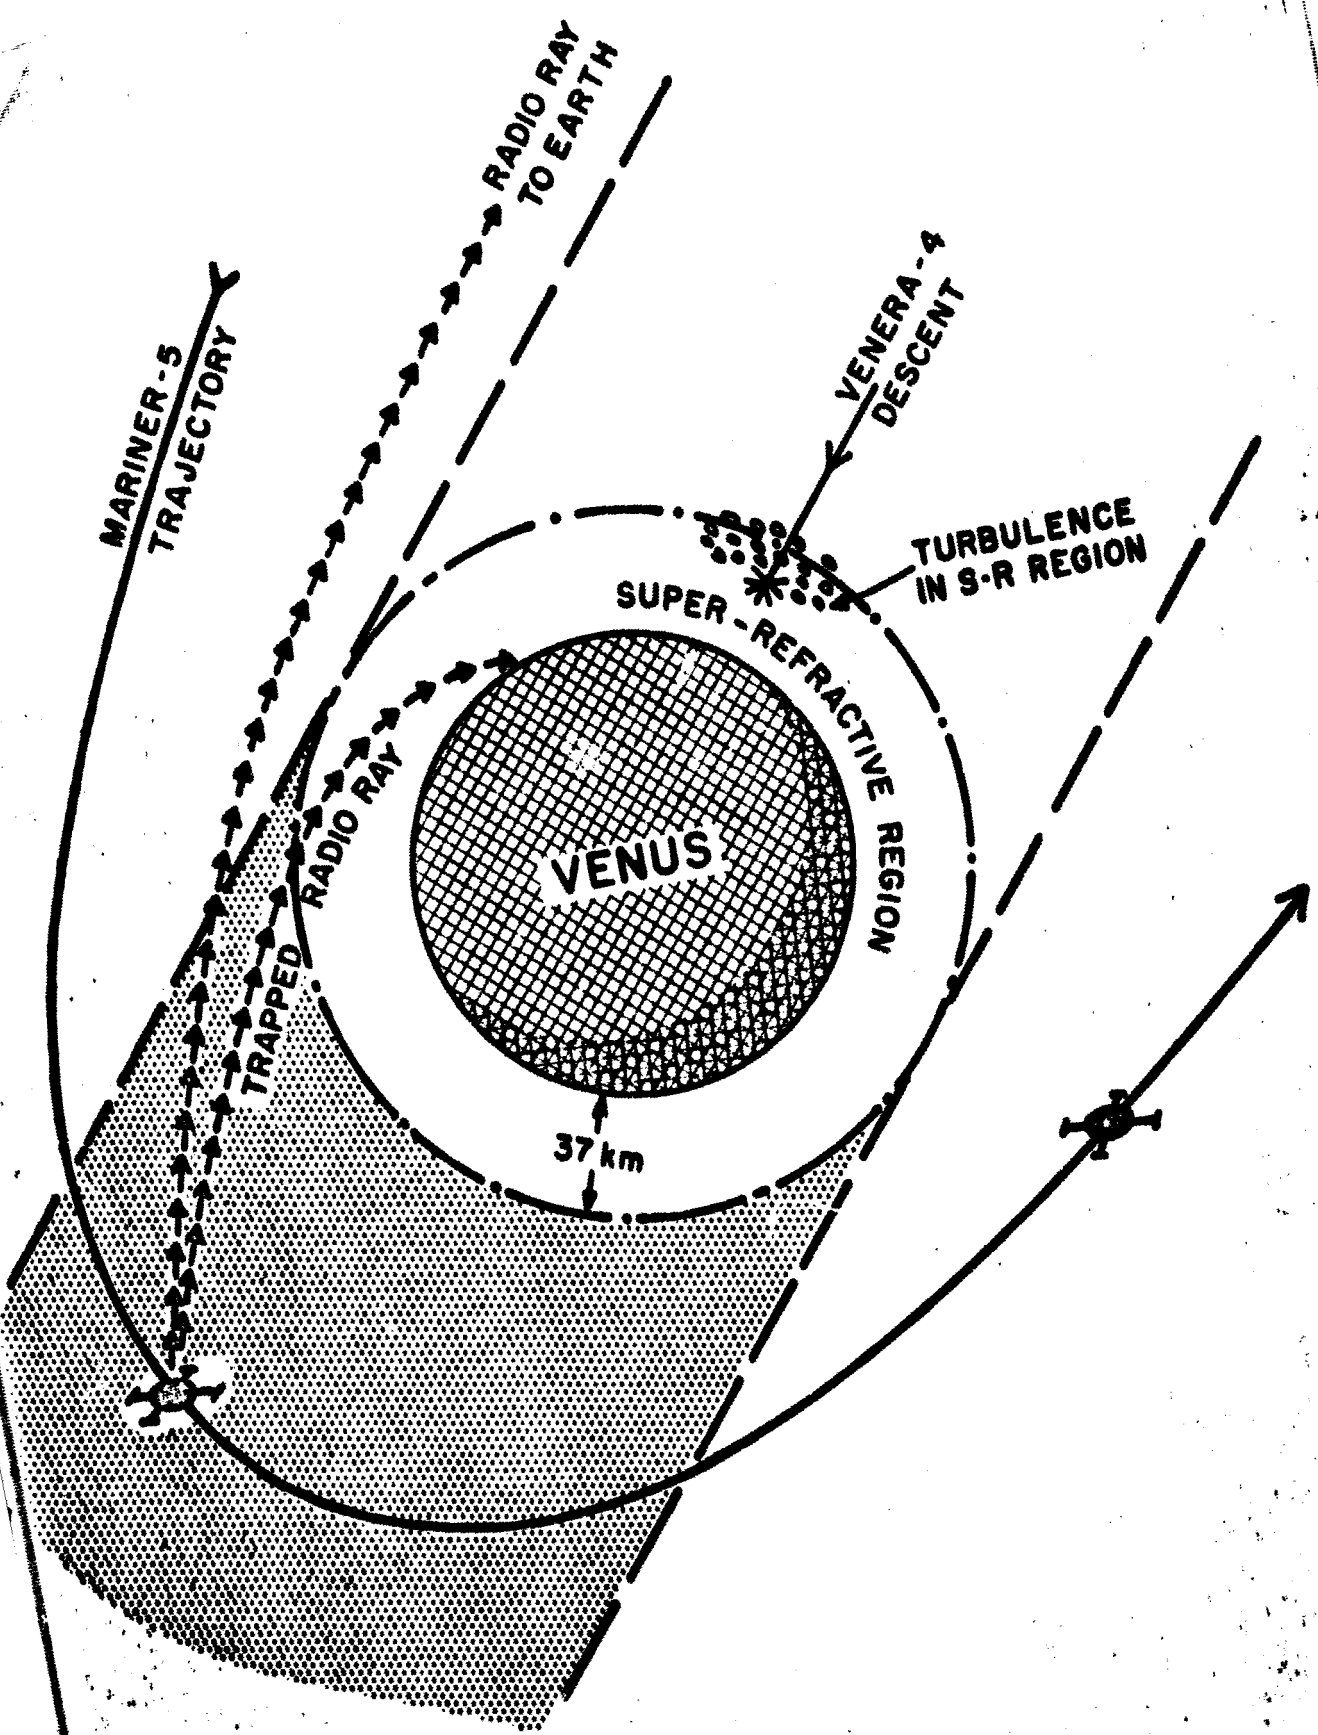 RADIO RAY
TO EARTH
VENERA-4
DESCENT
MARINER-5
TRAJECTORY
TURBULENCE
IN S-R REGION
SUPER-REFRACTIVE REGION
VENUS
TRAPPED RADIO RAY
37 km